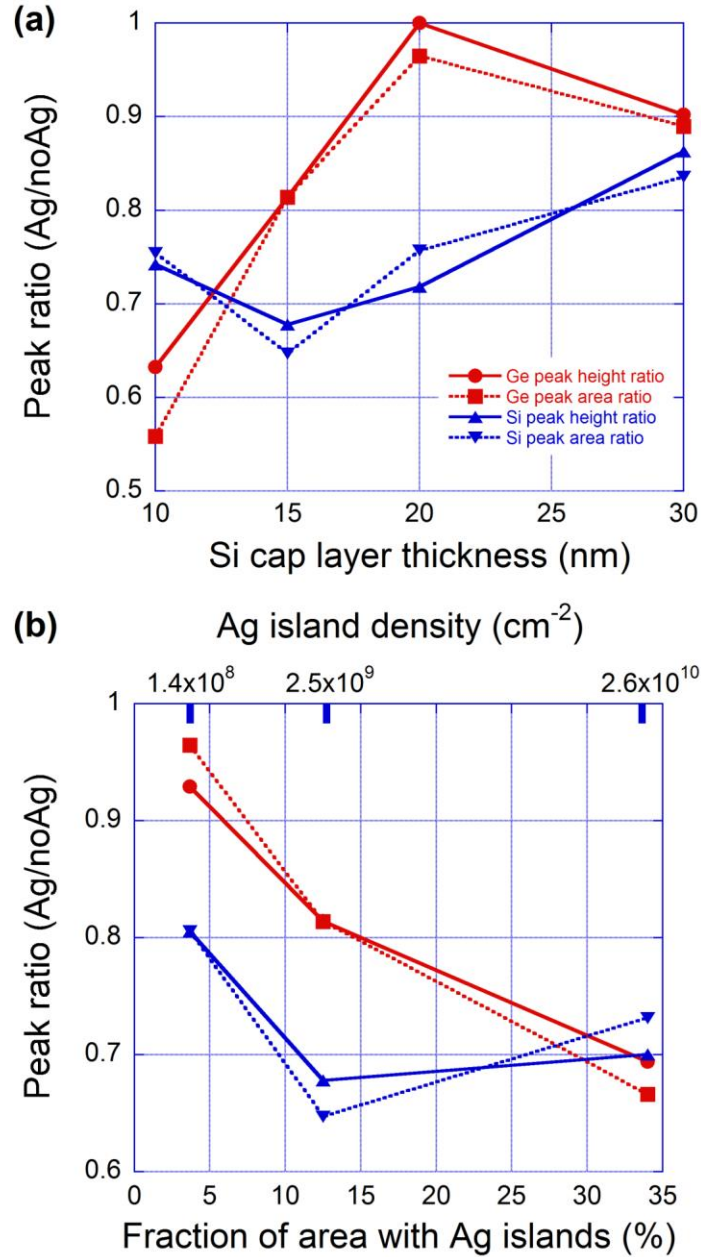 (a)
Peak ratio (Ag/noAg)
1
0.9
0.8
0.7
0.6
0.5
Ge peak height ratio
Ge peak area ratio
Si peak height ratio
Si peak area ratio
10 15 20 25 30
Si cap layer thickness (nm)
(b)
Ag island density (cm⁻²)
1.4x10⁸ 2.5x10⁹ 2.6x10¹⁰
Peak ratio (Ag/noAg)
1
0.9
0.8
0.7
0.6
0 5 10 15 20 25 30 35
Fraction of area with Ag islands (%)